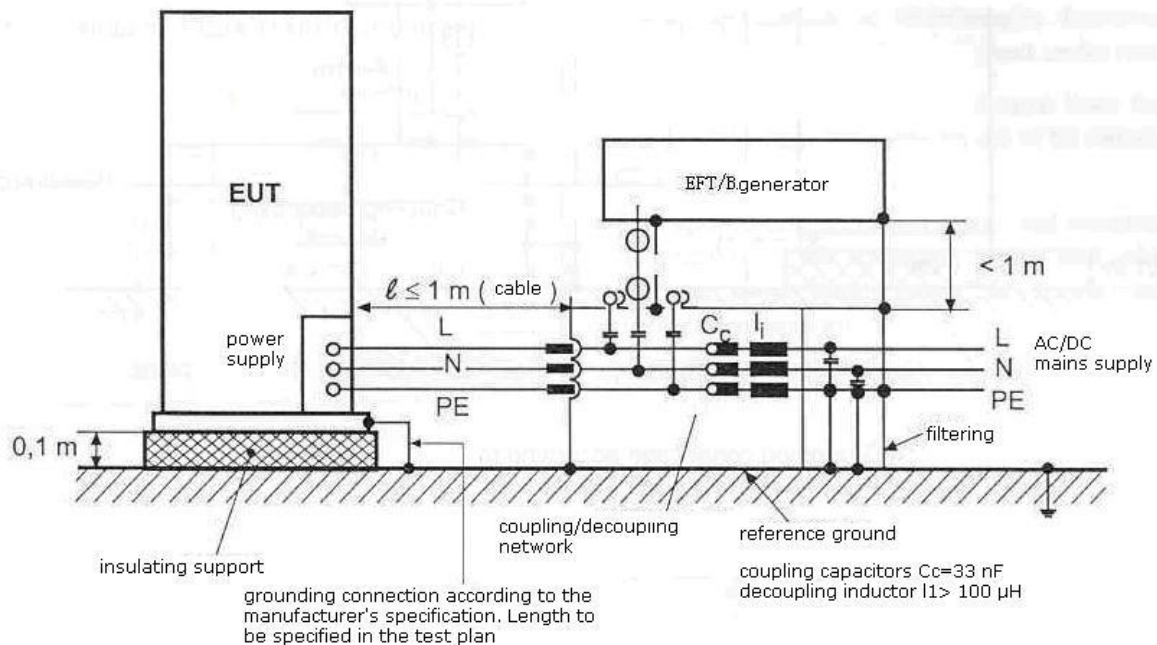 EUT
EFT/B.generator
< 1 m
ℓ ≤ 1 m ( cable )
power
supply
L
N
PE
Cc
li
L
N
PE
AC/DC
mains supply
0,1 m
filtering
insulating support
coupling/decoupling
network
reference ground
grounding connection according to the
manufacturer's specification. Length to
be specified in the test plan
coupling capacitors Cc=33 nF
decoupling inductor l1> 100 µH